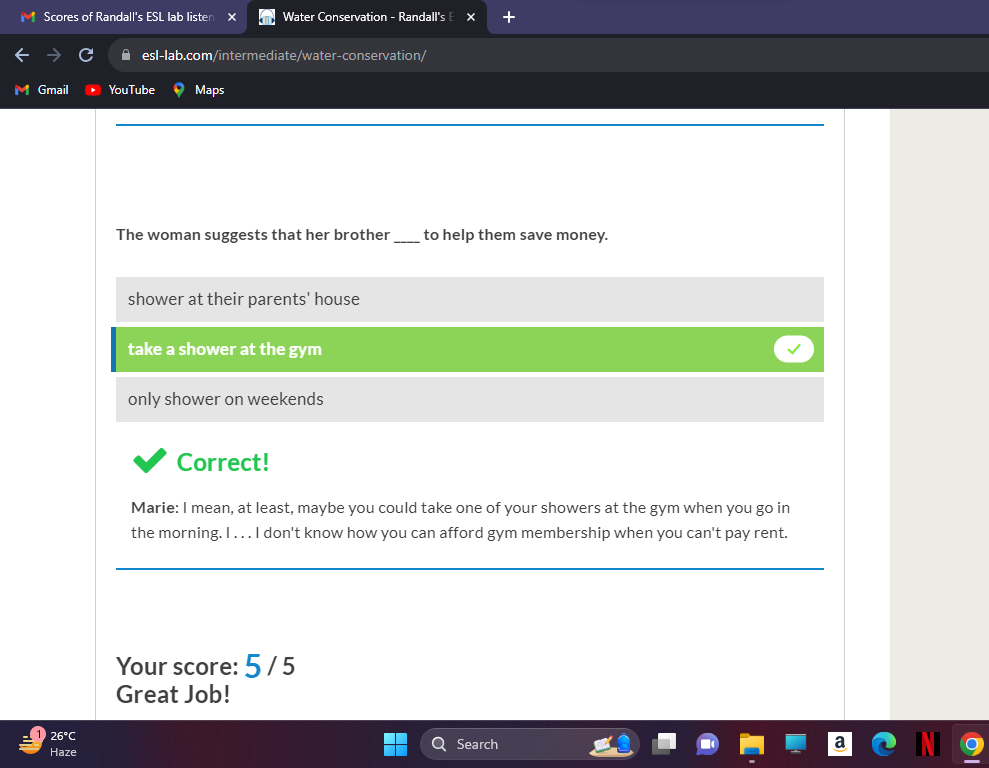 Scores of Randall's ESL lab listen
Water Conservation - Randall's E
esl-lab.com/intermediate/water-conservation/
Gmail
YouTube
Maps
The woman suggests that her brother ____ to help them save money.
shower at their parents' house
take a shower at the gym
only shower on weekends
Correct!
Marie: I mean, at least, maybe you could take one of your showers at the gym when you go in
the morning. I . . . I don't know how you can afford gym membership when you can't pay rent.
Your score: 5 / 5
Great Job!
1
26°C
Haze
Search
a
N